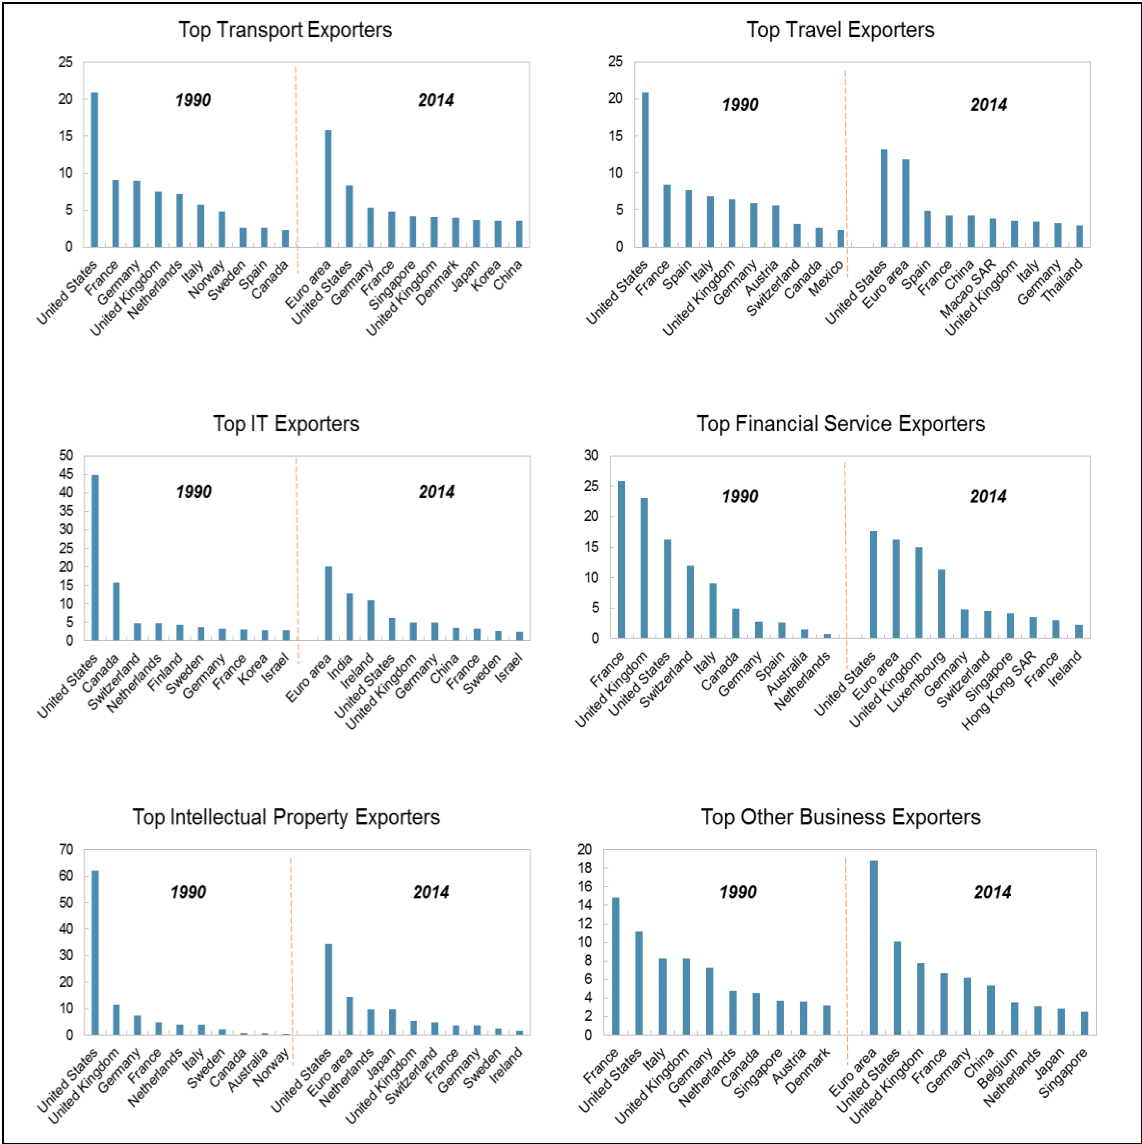 Top Transport Exporters
25
20
15
10
5
0
1990
2014
United States
France
Germany
United Kingdom
Netherlands
Italy
Norway
Sweden
Spain
Canada
Euro area
United States
Germany
France
Singapore
United Kingdom
Denmark
Japan
Korea
China
Top Travel Exporters
25
20
15
10
5
0
1990
2014
United States
France
Spain
Italy
United Kingdom
Germany
Austria
Switzerland
Canada
Mexico
United States
Euro area
Spain
France
China
Macao SAR
United Kingdom
Italy
Germany
Thailand
Top IT Exporters
50
45
40
35
30
25
20
15
10
5
0
1990
2014
United States
Canada
Switzerland
Netherlands
Finland
Sweden
Germany
France
Korea
Israel
Euro area
India
Ireland
United States
United Kingdom
Germany
China
France
Sweden
Israel
Top Financial Service Exporters
30
25
20
15
10
5
0
1990
2014
France
United Kingdom
United States
Switzerland
Italy
Canada
Germany
Spain
Australia
Netherlands
United States
Euro area
United Kingdom
Luxembourg
Germany
Switzerland
Singapore
Hong Kong SAR
France
Ireland
Top Intellectual Property Exporters
70
60
50
40
30
20
10
0
1990
2014
United States
United Kingdom
Germany
France
Netherlands
Italy
Sweden
Canada
Australia
Norway
United States
Euro area
Netherlands
Japan
United Kingdom
Switzerland
France
Germany
Sweden
Ireland
Top Other Business Exporters
20
18
16
14
12
10
8
6
4
2
0
1990
2014
France
United States
Italy
United Kingdom
Germany
Netherlands
Canada
Singapore
Austria
Denmark
Euro area
United States
United Kingdom
France
Germany
China
Belgium
Netherlands
Japan
Singapore